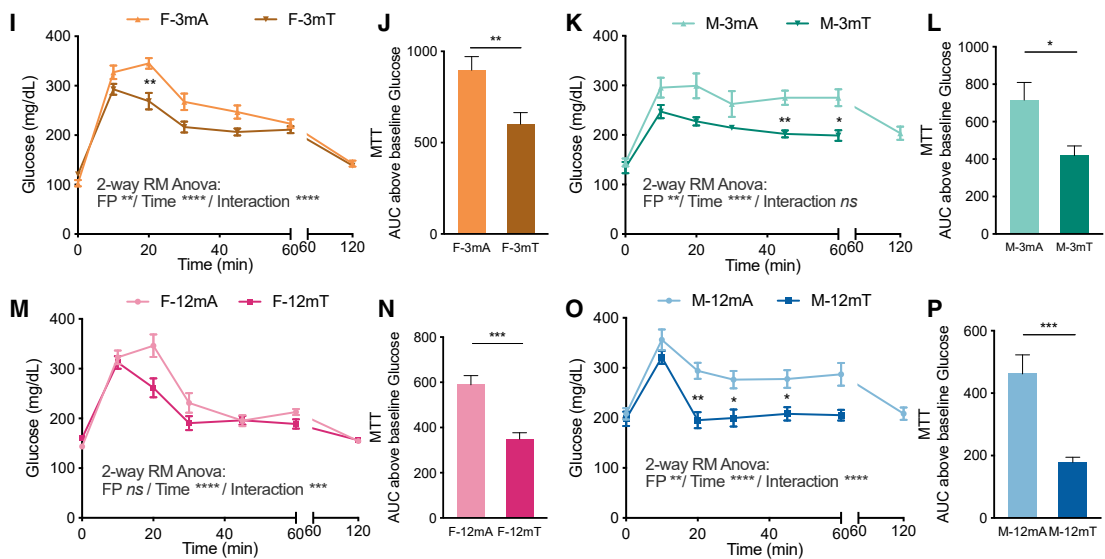 I
F-3mA
F-3mT
400
300
200
100
0
Glucose (mg/dL)
**
2-way RM Anova:
FP **/ Time ****/ Interaction ****
0
20
40
60
60
120
Time (min)
J
**
1000
500
0
MTT
AUC above baseline Glucose
F-3mA F-3mT
K
M-3mA
M-3mT
400
300
200
100
0
Glucose (mg/dL)
**
*
2-way RM Anova:
FP **/ Time ****/ Interaction ns
0
20
40
60
60
120
Time (min)
L
*
1000
800
600
400
200
0
MTT
AUC above baseline Glucose
M-3mA M-3mT
M
F-12mA
F-12mT
400
300
200
100
0
Glucose (mg/dL)
2-way RM Anova:
FP ns / Time ****/ Interaction ***
0
20
40
60
60
120
Time (min)
N
***
800
600
400
200
0
MTT
AUC above baseline Glucose
F-12mA F-12mT
O
M-12mA
M-12mT
400
300
200
100
0
Glucose (mg/dL)
**
*
*
2-way RM Anova:
FP **/ Time ****/ Interaction ****
0
20
40
60
60
120
Time (min)
P
***
600
400
200
0
MTT
AUC above baseline Glucose
M-12mA M-12mT